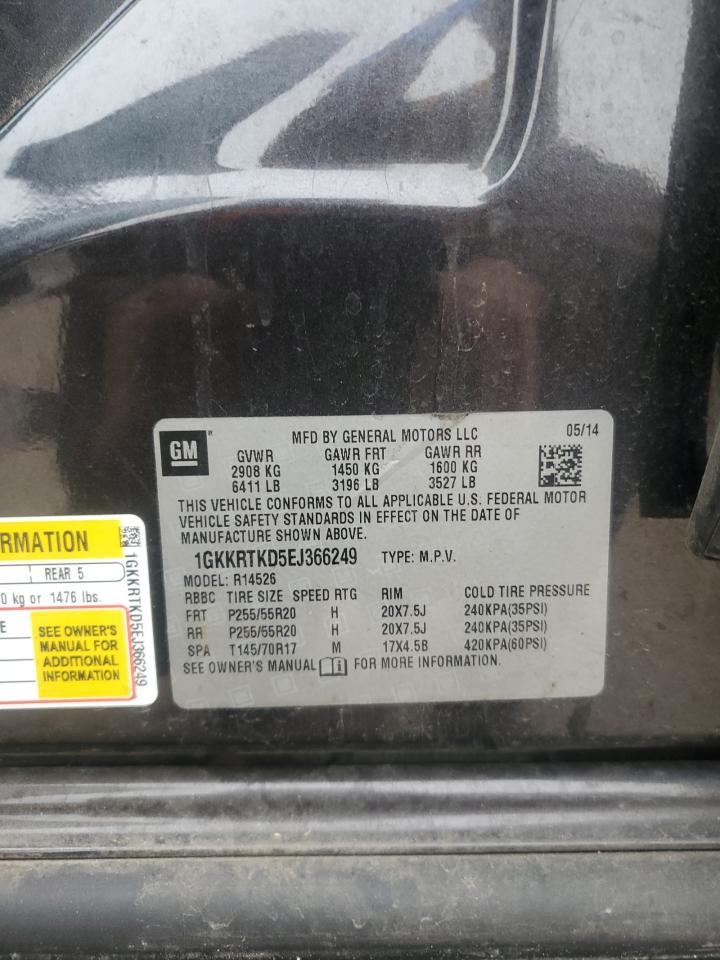 GM
MFD BY GENERAL MOTORS LLC 05/14
GVWR GAWR FRT GAWR RR
2908 KG 1450 KG 1600 KG
6411 LB 3196 LB 3527 LB
THIS VEHICLE CONFORMS TO ALL APPLICABLE U.S. FEDERAL MOTOR
VEHICLE SAFETY STANDARDS IN EFFECT ON THE DATE OF
MANUFACTURE SHOWN ABOVE.
1GKKRTKD5EJ366249 TYPE: M.P.V.
MODEL: R14526
RBBC TIRE SIZE SPEED RTG RIM COLD TIRE PRESSURE
FRT P255/55R20 H 20X7.5J 240KPA(35PSI)
RR P255/55R20 H 20X7.5J 240KPA(35PSI)
SPA T145/70R17 M 17X4.5B 420KPA(60PSI)
SEE OWNER'S MANUAL FOR MORE INFORMATION.
RMATION
REAR 5
0 kg or 1476 lbs.
E
SEE OWNER'S
MANUAL FOR
ADDITIONAL
INFORMATION
1GKKRTKD5EJ366249